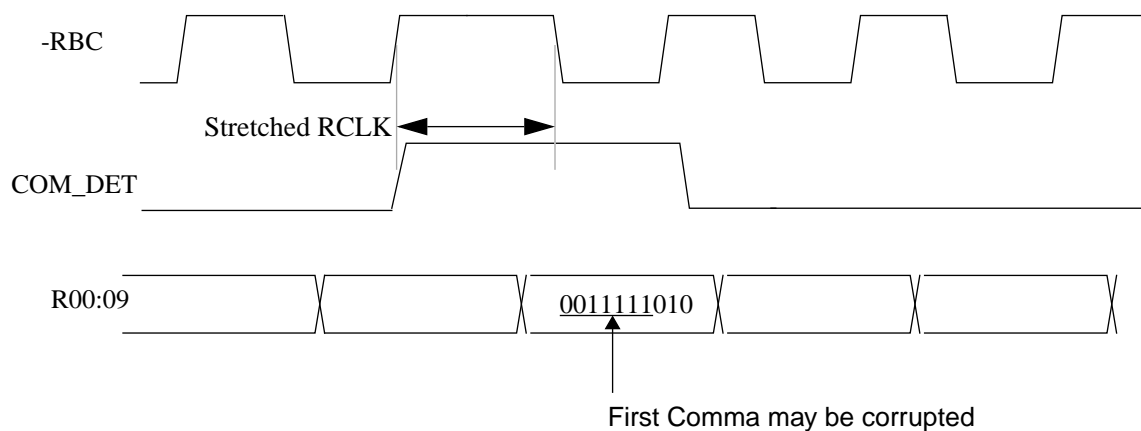 -RBC
Stretched RCLK
COM_DET
R00:09
0011111010
First Comma may be corrupted